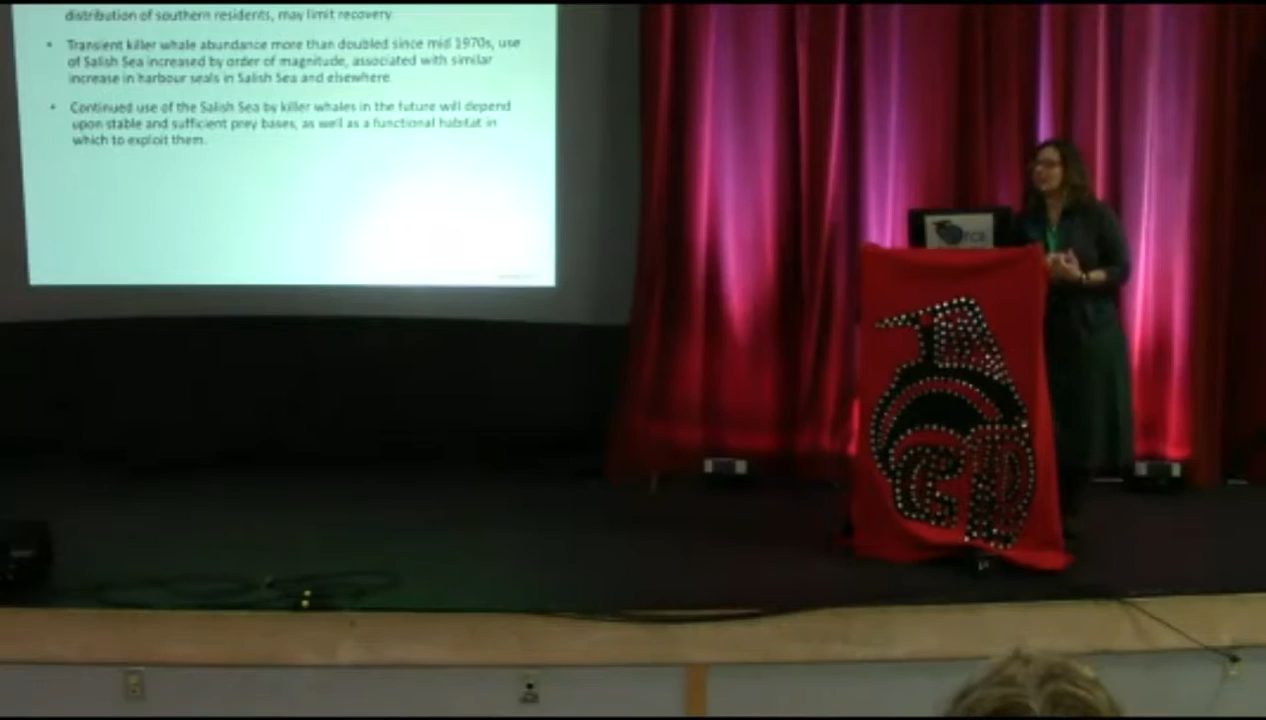 distribution of southern residents, may limit recovery
• Transient killer whale abundance more than doubled since mid 1970s, use
of Salish Sea increased by order of magnitude, associated with similar
increase in harbour seals in Salish Sea and elsewhere
• Continued use of the Salish Sea by killer whales in the future will depend
upon stable and sufficient prey bases, as well as a functional habitat in
which to exploit them.